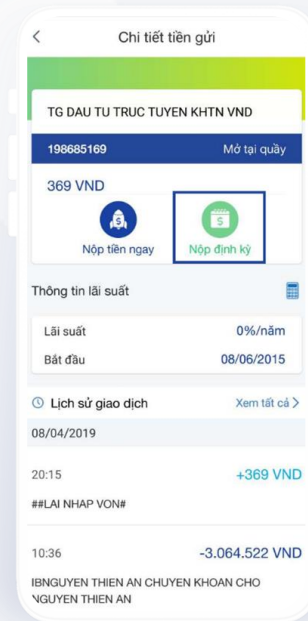 Chi tiết tiền gửi
TG DAU TU TRUC TUYEN KHTN VND
198685169 Mở tại quầy
369 VND
Nộp tiền ngay Nộp định kỳ
Thông tin lãi suất
Lãi suất 0%/năm
Bắt đầu 08/06/2015
Lịch sử giao dịch Xem tất cả
08/04/2019
20:15 +369 VND
##LAI NHAP VON#
10:36 -3.064.522 VND
IBNGUYEN THIEN AN CHUYEN KHOAN CHO
NGUYEN THIEN AN